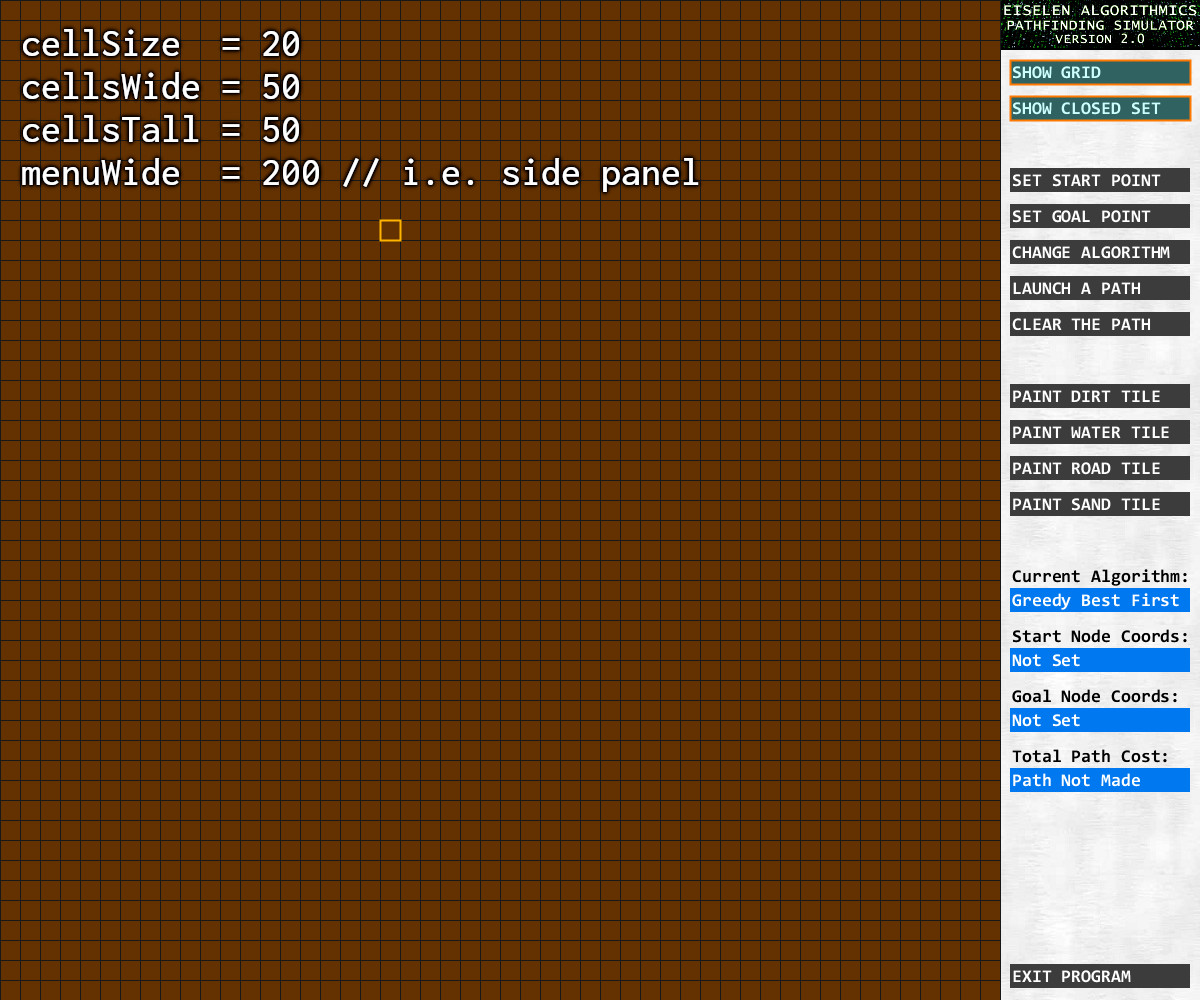 cellSize  = 20
cellsWide = 50
cellsTall = 50
menuWide  = 200 // i.e. side panel
EISELEN ALGORITHMICS
PATHFINDING SIMULATOR
VERSION 2.0
SHOW GRID
SHOW CLOSED SET
SET START POINT
SET GOAL POINT
CHANGE ALGORITHM
LAUNCH A PATH
CLEAR THE PATH
PAINT DIRT TILE
PAINT WATER TILE
PAINT ROAD TILE
PAINT SAND TILE
Current Algorithm:
Greedy Best First
Start Node Coords:
Not Set
Goal Node Coords:
Not Set
Total Path Cost:
Path Not Made
EXIT PROGRAM